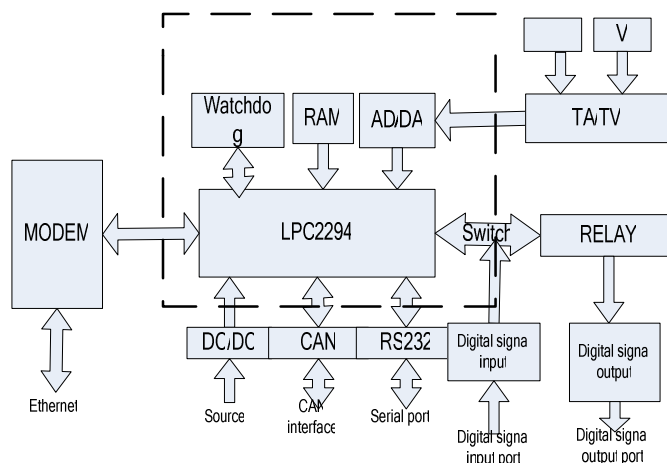 V
Watchdo
g
RAM
AD/DA
TA/TV
MODEM
LPC2294
Switch
RELAY
DC/DC
CAN
RS232
Digital signa
input
Digital signa
output
Ethernet
Source
CAN
interface
Serial port
Digital signa
input port
Digital signa
output port